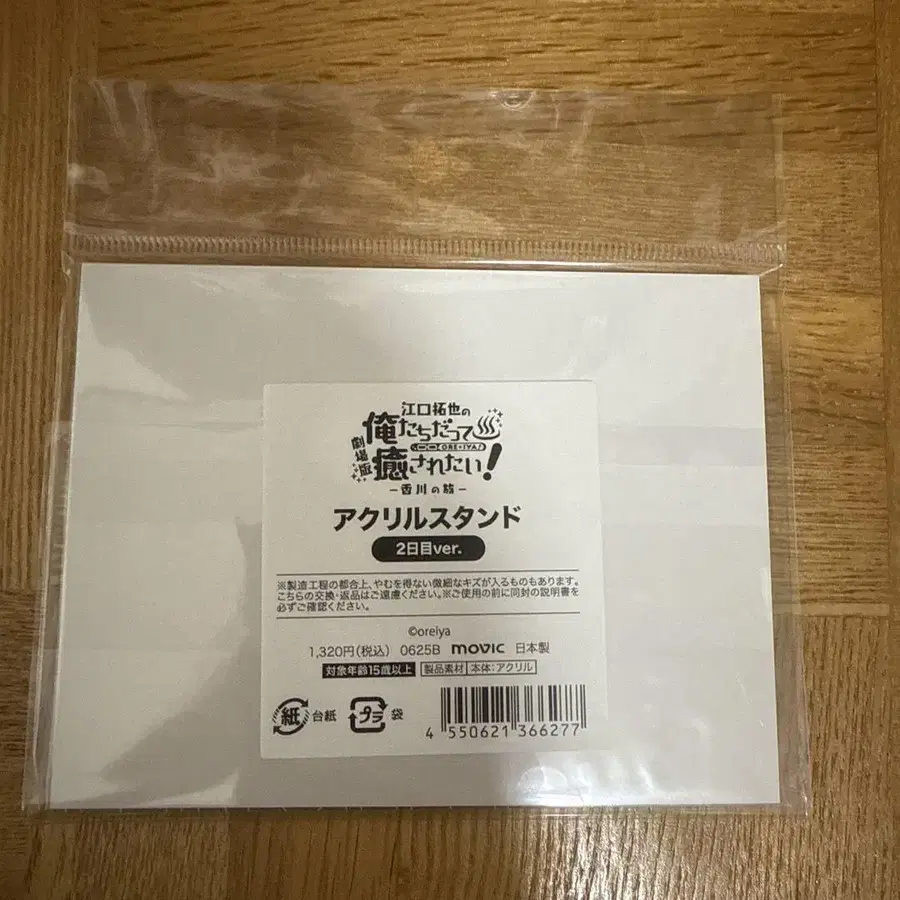 江口拓也の
俺たちだって
ORE•IYA!
劇場版
癒されたい!
-香川の旅-
アクリルスタンド
2日目ver.
※製造工程の都合上、やむを得ない微細なキズが入るものもあります。
こちらの交換・返品はご遠慮ください。※ご使用の前に同封の説明書を
必ずご確認ください。
©oreiya
1,320円(税込) 0625B movic 日本製
対象年齢15歳以上 製品素材 本体:アクリル
紙 台紙 プラ 袋
4 550621 366277